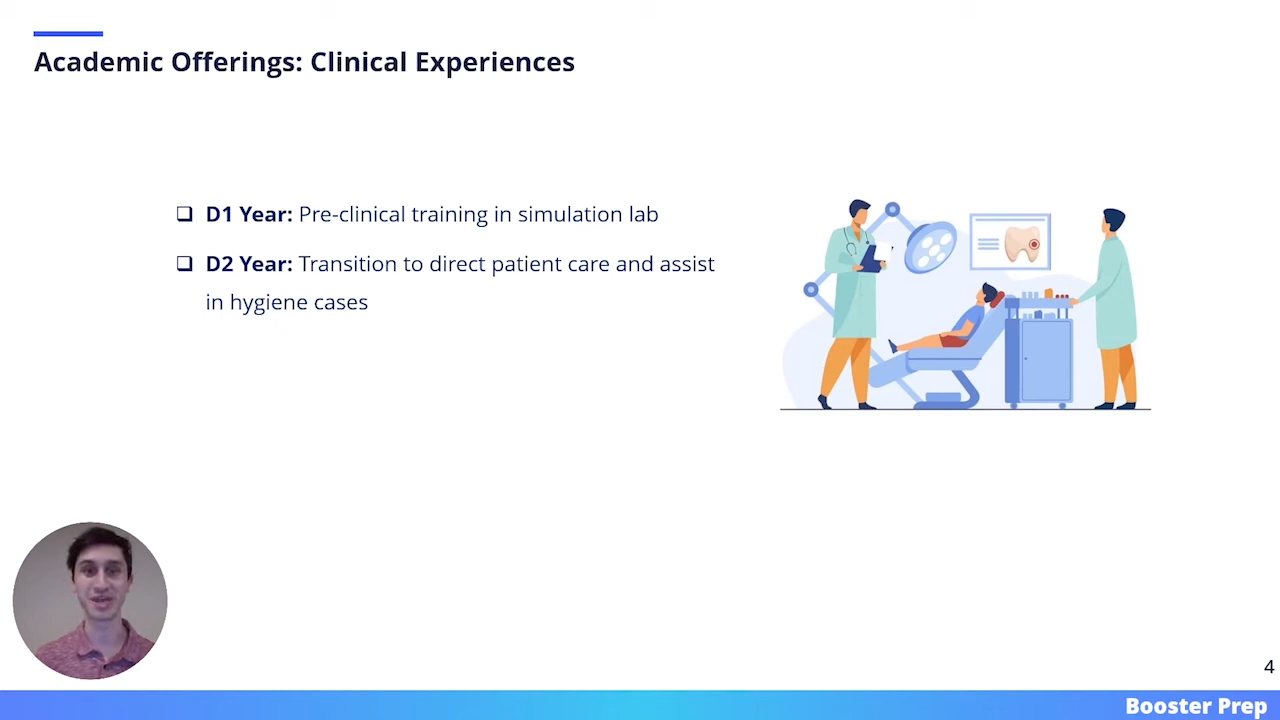 Academic Offerings: Clinical Experiences
❑ D1 Year: Pre-clinical training in simulation lab
❑ D2 Year: Transition to direct patient care and assist
in hygiene cases
4
Booster Prep